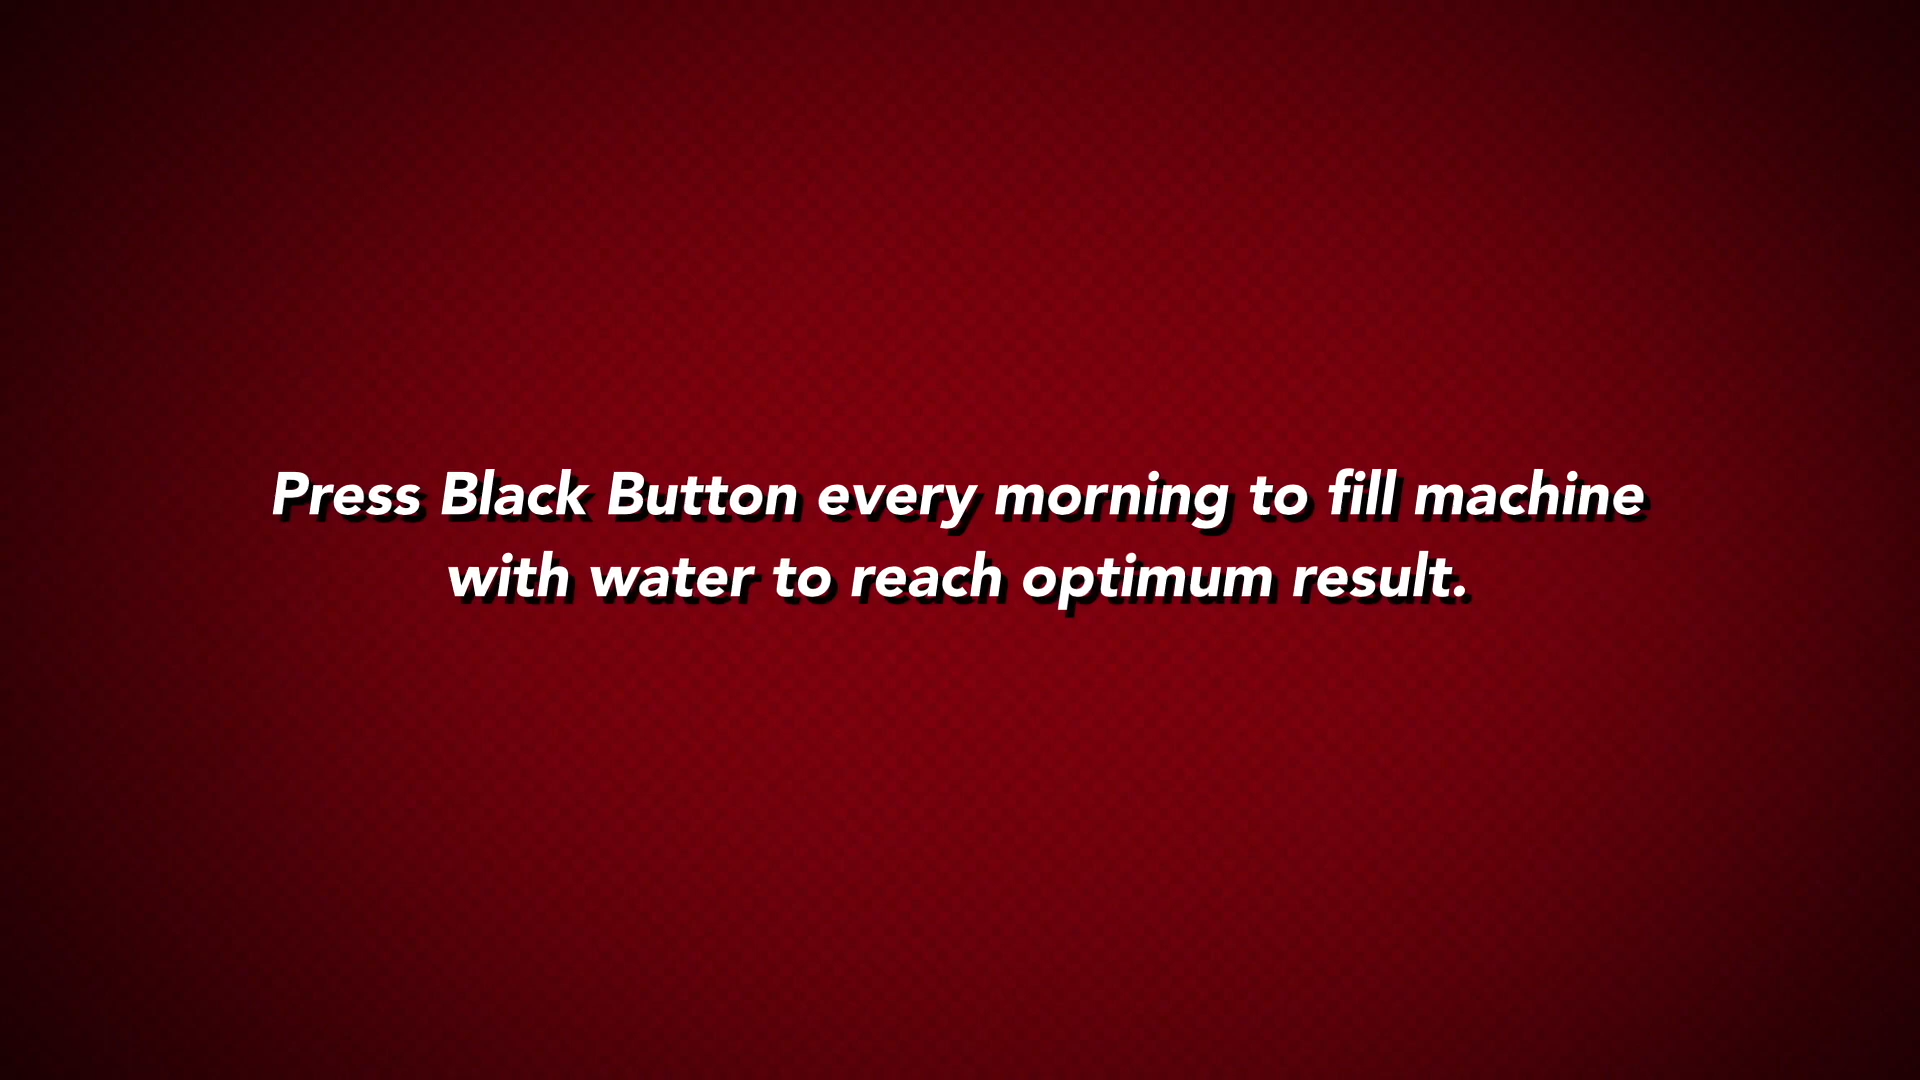 Press Black Button every morning to fill machine
with water to reach optimum result.